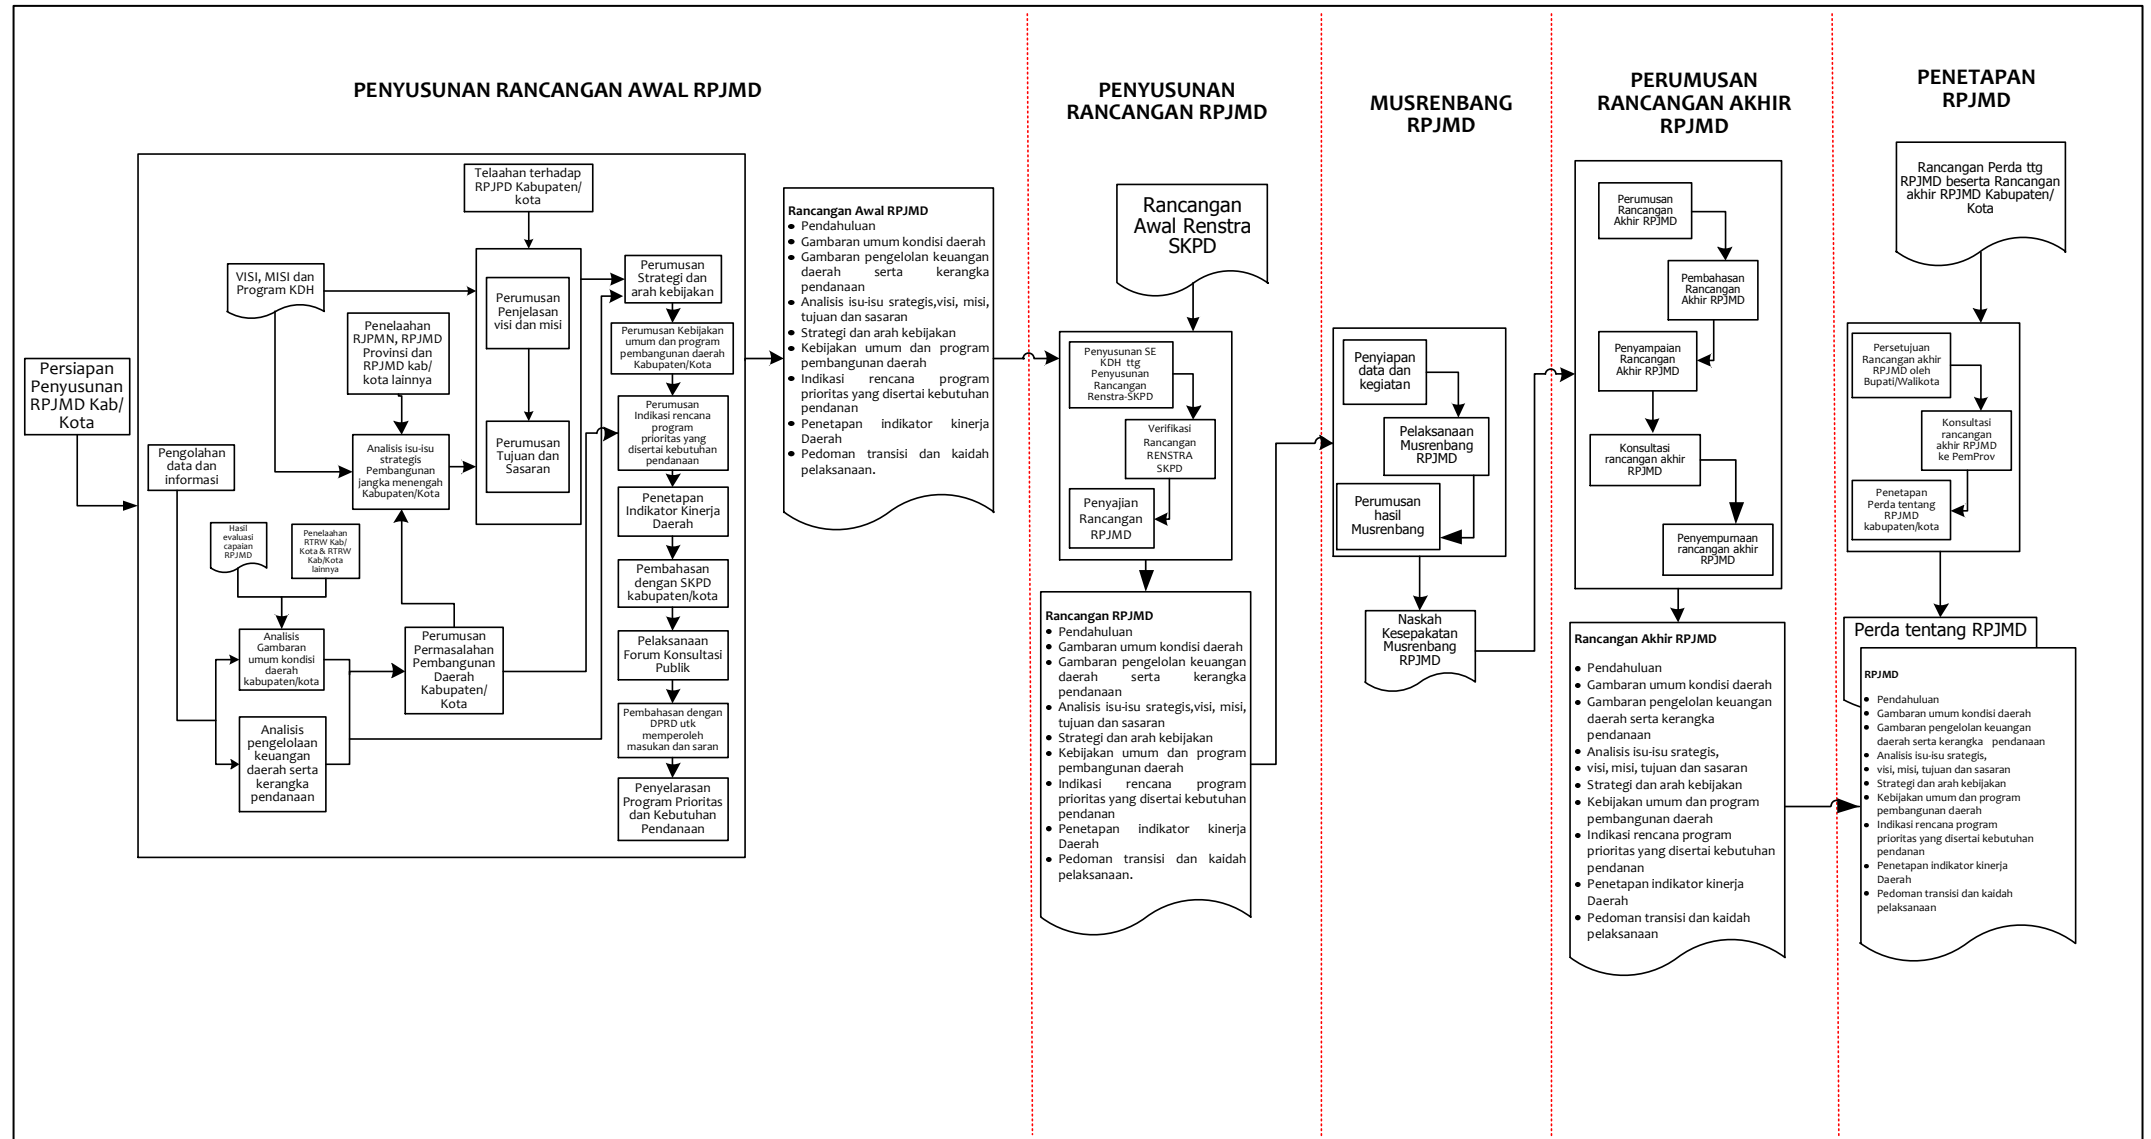 PENYUSUNAN RANCANGAN AWAL RPJMD
Persiapan
Penyusunan
RPJMD Kab/
Kota
Telaahan terhadap
RPJPD Kabupaten/
kota
VISI, MISI dan
Program KDH
Penelaahan
RJPMN, RPJMD
Provinsi dan
RPJMD kab/
kota lainnya
Perumusan
Penjelasan
visi dan misi
Perumusan
Tujuan dan
Sasaran
Pengolahan
data dan
informasi
Analisis isu-isu
strategis
Pembangunan
jangka menengah
Kabupaten/Kota
Hasil
evaluasi
capaian
RPJMD
Penelaahan
RTRW Kab/
Kota & RTRW
Kab/Kota
lainnya
Analisis
Gambaran
umum kondisi
daerah
kabupaten/kota
Perumusan
Permasalahan
Pembangunan
Daerah
Kabupaten/
Kota
Analisis
pengelolaan
keuangan
daerah serta
kerangka
pendanaan
Perumusan
Strategi dan
arah kebijakan
Perumusan Kebijakan
umum dan program
pembangunan daerah
Kabupaten/Kota
Perumusan
Indikasi rencana
program
prioritas yang
disertai kebutuhan
pendanaan
Penetapan
Indikator Kinerja
Daerah
Pembahasan
dengan SKPD
kabupaten/kota
Pelaksanaan
Forum Konsultasi
Publik
Pembahasan dengan
DPRD utk
memperoleh
masukan dan saran
Penyelarasan
Program Prioritas
dan Kebutuhan
Pendanaan
Rancangan Awal RPJMD
• Pendahuluan
• Gambaran umum kondisi daerah
• Gambaran pengelolan keuangan
daerah serta kerangka
pendanaan
• Analisis isu-isu srategis,visi, misi,
tujuan dan sasaran
• Strategi dan arah kebijakan
• Kebijakan umum dan program
pembangunan daerah
• Indikasi rencana program
prioritas yang disertai kebutuhan
pendanan
• Penetapan indikator kinerja
Daerah
• Pedoman transisi dan kaidah
pelaksanaan.
PENYUSUNAN
RANCANGAN RPJMD
Rancangan
Awal Renstra
SKPD
Penyusunan SE
KDH ttg
Penyusunan
Rancangan
Renstra-SKPD
Verifikasi
Rancangan
RENSTRA
SKPD
Penyajian
Rancangan
RPJMD
Rancangan RPJMD
• Pendahuluan
• Gambaran umum kondisi daerah
• Gambaran pengelolan keuangan
daerah serta kerangka
pendanaan
• Analisis isu-isu srategis,visi, misi,
tujuan dan sasaran
• Strategi dan arah kebijakan
• Kebijakan umum dan program
pembangunan daerah
• Indikasi rencana program
prioritas yang disertai kebutuhan
pendanan
• Penetapan indikator kinerja
Daerah
• Pedoman transisi dan kaidah
pelaksanaan.
MUSRENBANG
RPJMD
Penyiapan
data dan
kegiatan
Pelaksanaan
Musrenbang
RPJMD
Perumusan
hasil
Musrenbang
Naskah
Kesepakatan
Musrenbang
RPJMD
PERUMUSAN
RANCANGAN AKHIR
RPJMD
Perumusan
Rancangan
Akhir RPJMD
Pembahasan
Rancangan
Akhir RPJMD
Penyampaian
Rancangan
Akhir RPJMD
Konsultasi
rancangan akhir
RPJMD
Penyempurnaan
rancangan akhir
RPJMD
Rancangan Akhir RPJMD
• Pendahuluan
• Gambaran umum kondisi daerah
• Gambaran pengelolan keuangan
daerah serta kerangka
pendanaan
• Analisis isu-isu srategis,
• visi, misi, tujuan dan sasaran
• Strategi dan arah kebijakan
• Kebijakan umum dan program
pembangunan daerah
• Indikasi rencana program
prioritas yang disertai kebutuhan
pendanan
• Penetapan indikator kinerja
Daerah
• Pedoman transisi dan kaidah
pelaksanaan
PENETAPAN
RPJMD
Rancangan Perda ttg
RPJMD beserta Rancangan
akhir RPJMD Kabupaten/
Kota
Persetujuan
Rancangan akhir
RPJMD oleh
Bupati/Walikota
Konsultasi
rancangan
akhir RPJMD
ke PemProv
Penetapan
Perda tentang
RPJMD
kabupaten/kota
Perda tentang RPJMD
RPJMD
• Pendahuluan
• Gambaran umum kondisi daerah
• Gambaran pengelolan keuangan
daerah serta kerangka pendanaan
• Analisis isu-isu srategis,
• visi, misi, tujuan dan sasaran
• Strategi dan arah kebijakan
• Kebijakan umum dan program
pembangunan daerah
• Indikasi rencana program
prioritas yang disertai kebutuhan
pendanan
• Penetapan indikator kinerja
Daerah
• Pedoman transisi dan kaidah
pelaksanaan